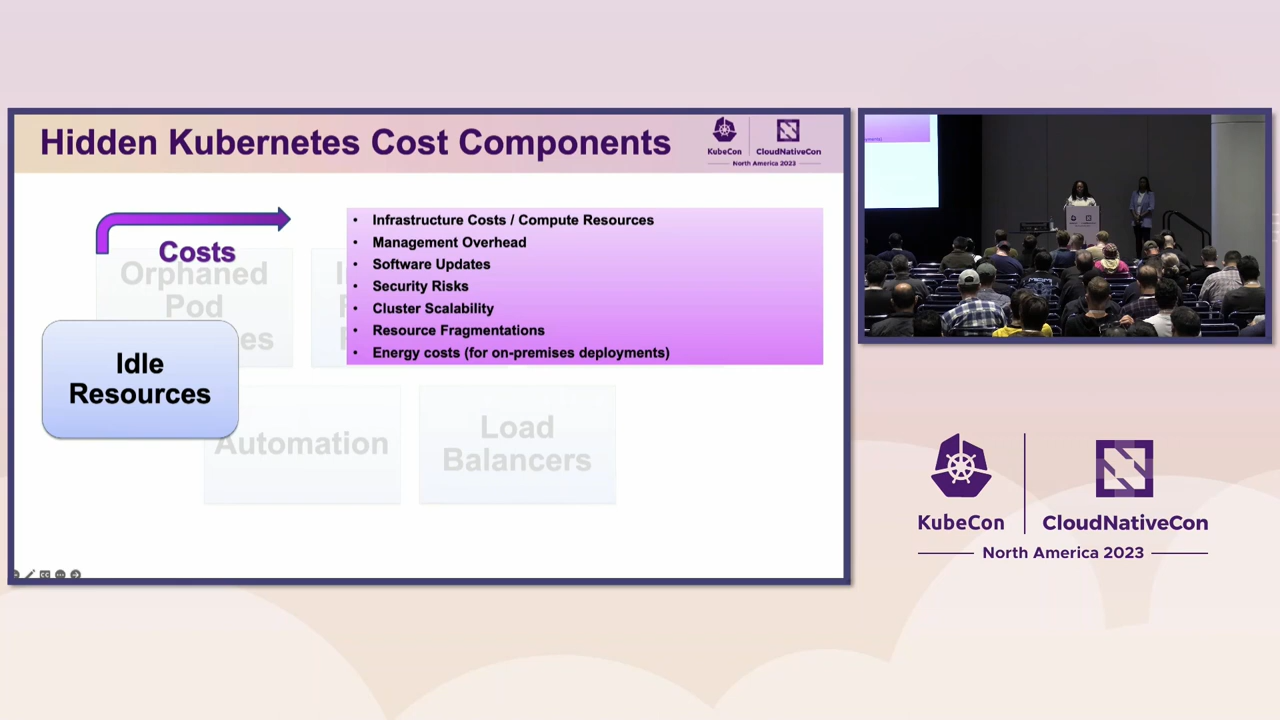 Hidden Kubernetes Cost Components
KubeCon
CloudNativeCon
North America 2023
Costs
• Infrastructure Costs / Compute Resources
• Management Overhead
• Software Updates
• Security Risks
• Cluster Scalability
• Resource Fragmentations
• Energy costs (for on-premises deployments)
Orphaned
Pod
Idle
Resources
Automation
Load
Balancers
KubeCon
CloudNativeCon
North America 2023